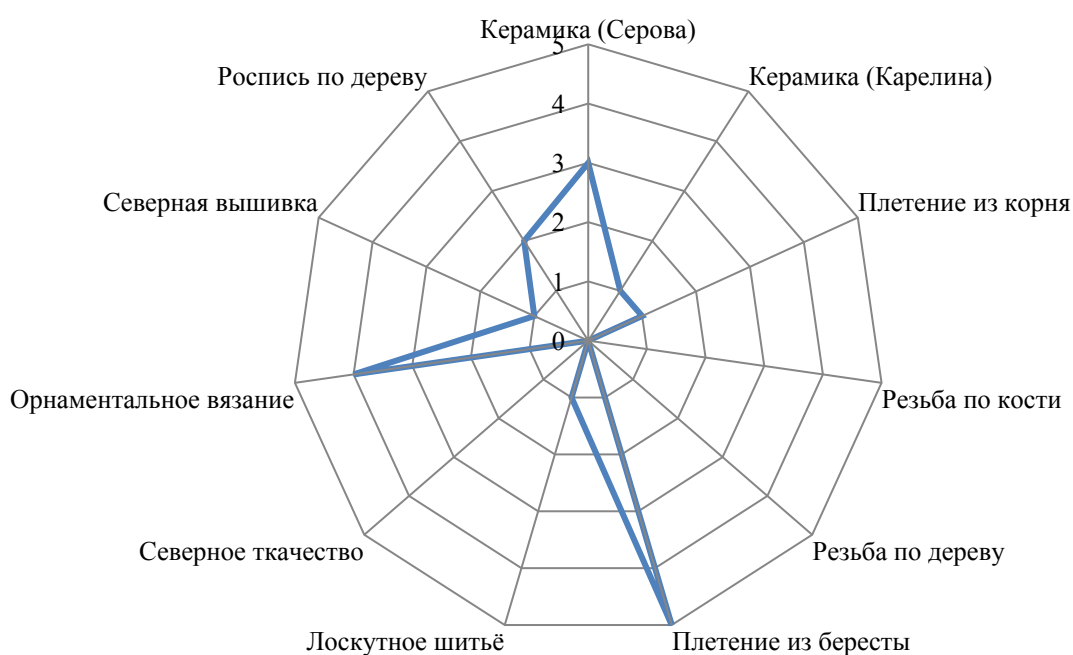 Керамика (Серова)
5
Роспись по дереву
Керамика (Карелина)
4
3
Северная вышивка
Плетение из корня
2
1
0
Орнаментальное вязание
Резьба по кости
Северное ткачество
Резьба по дереву
Лоскутное шитьё
Плетение из бересты